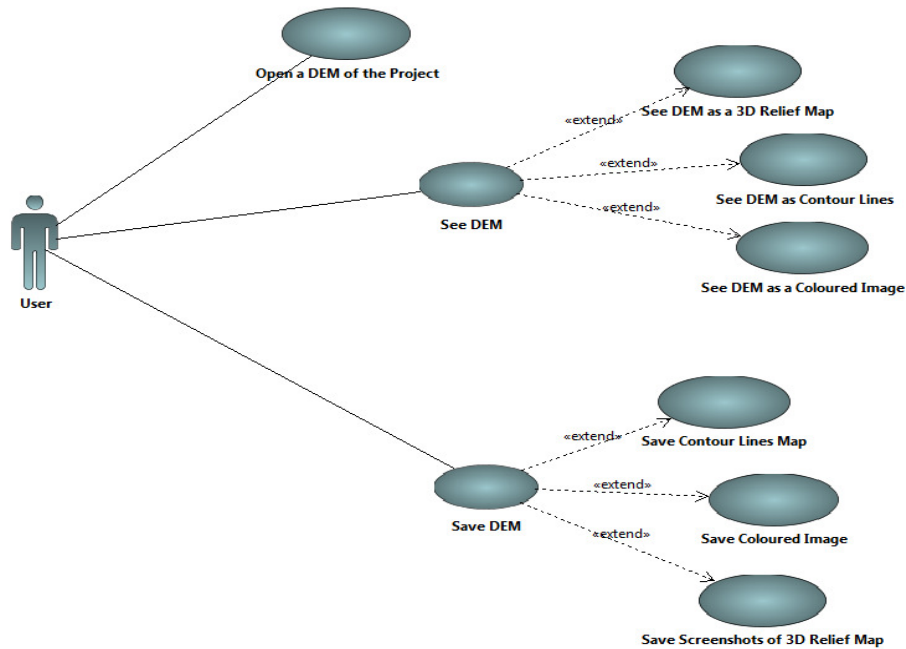 Open a DEM of the Project
«extend»
See DEM as a 3D Relief Map
«extend»
See DEM as Contour Lines
See DEM
«extend»
See DEM as a Coloured Image
User
«extend»
Save Contour Lines Map
«extend»
Save DEM
Save Coloured Image
«extend»
Save Screenshots of 3D Relief Map